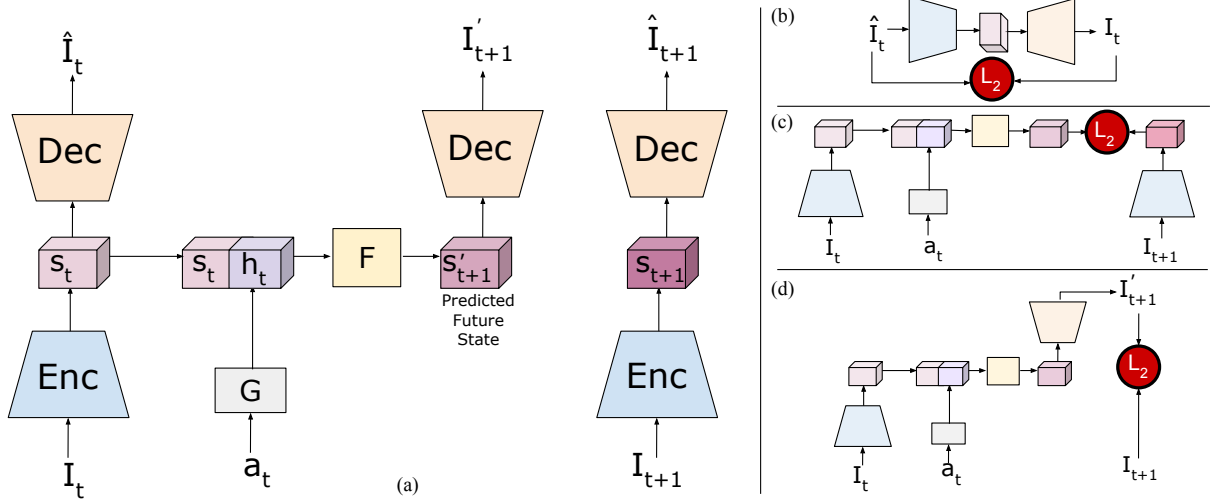 Î_t
Dec
s_t
Enc
I_t
s_t h_t
G
a_t
F
I'_{t+1}
Dec
s'_{t+1}
Predicted
Future
State
Î_{t+1}
Dec
s_{t+1}
Enc
I_{t+1}
(a)
(b)
Î_t
I_t
L_2
(c)
L_2
I_t
a_t
I_{t+1}
(d)
I'_{t+1}
L_2
I_t
a_t
I_{t+1}